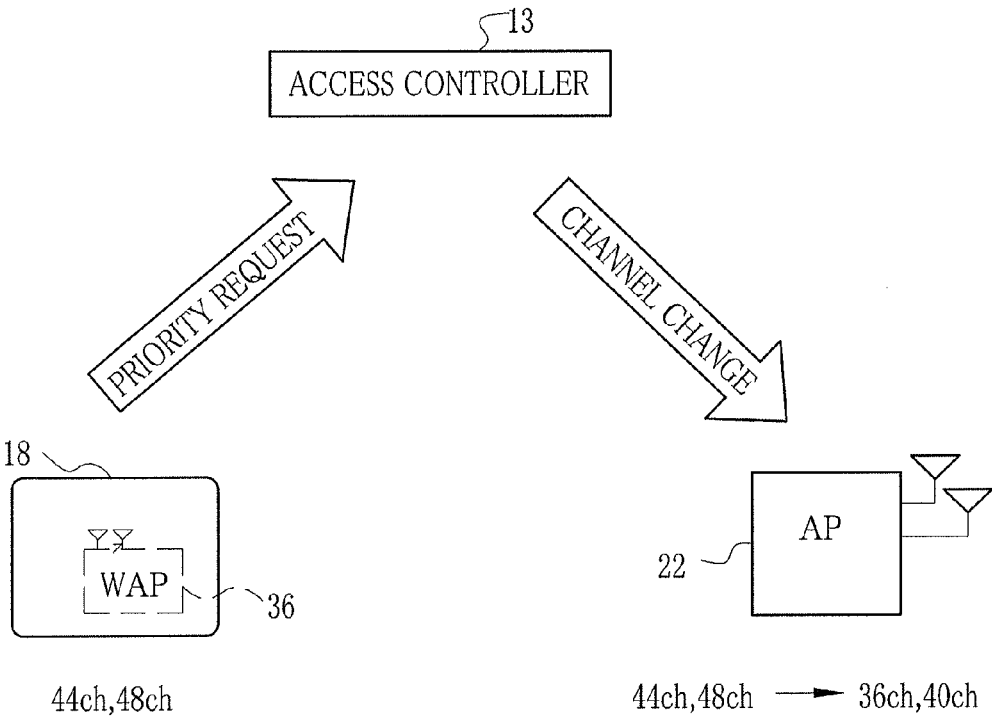 13
ACCESS CONTROLLER
PRIORITY REQUEST
CHANNEL CHANGE
18
WAP
36
AP
22
44ch,48ch
44ch,48ch → 36ch,40ch